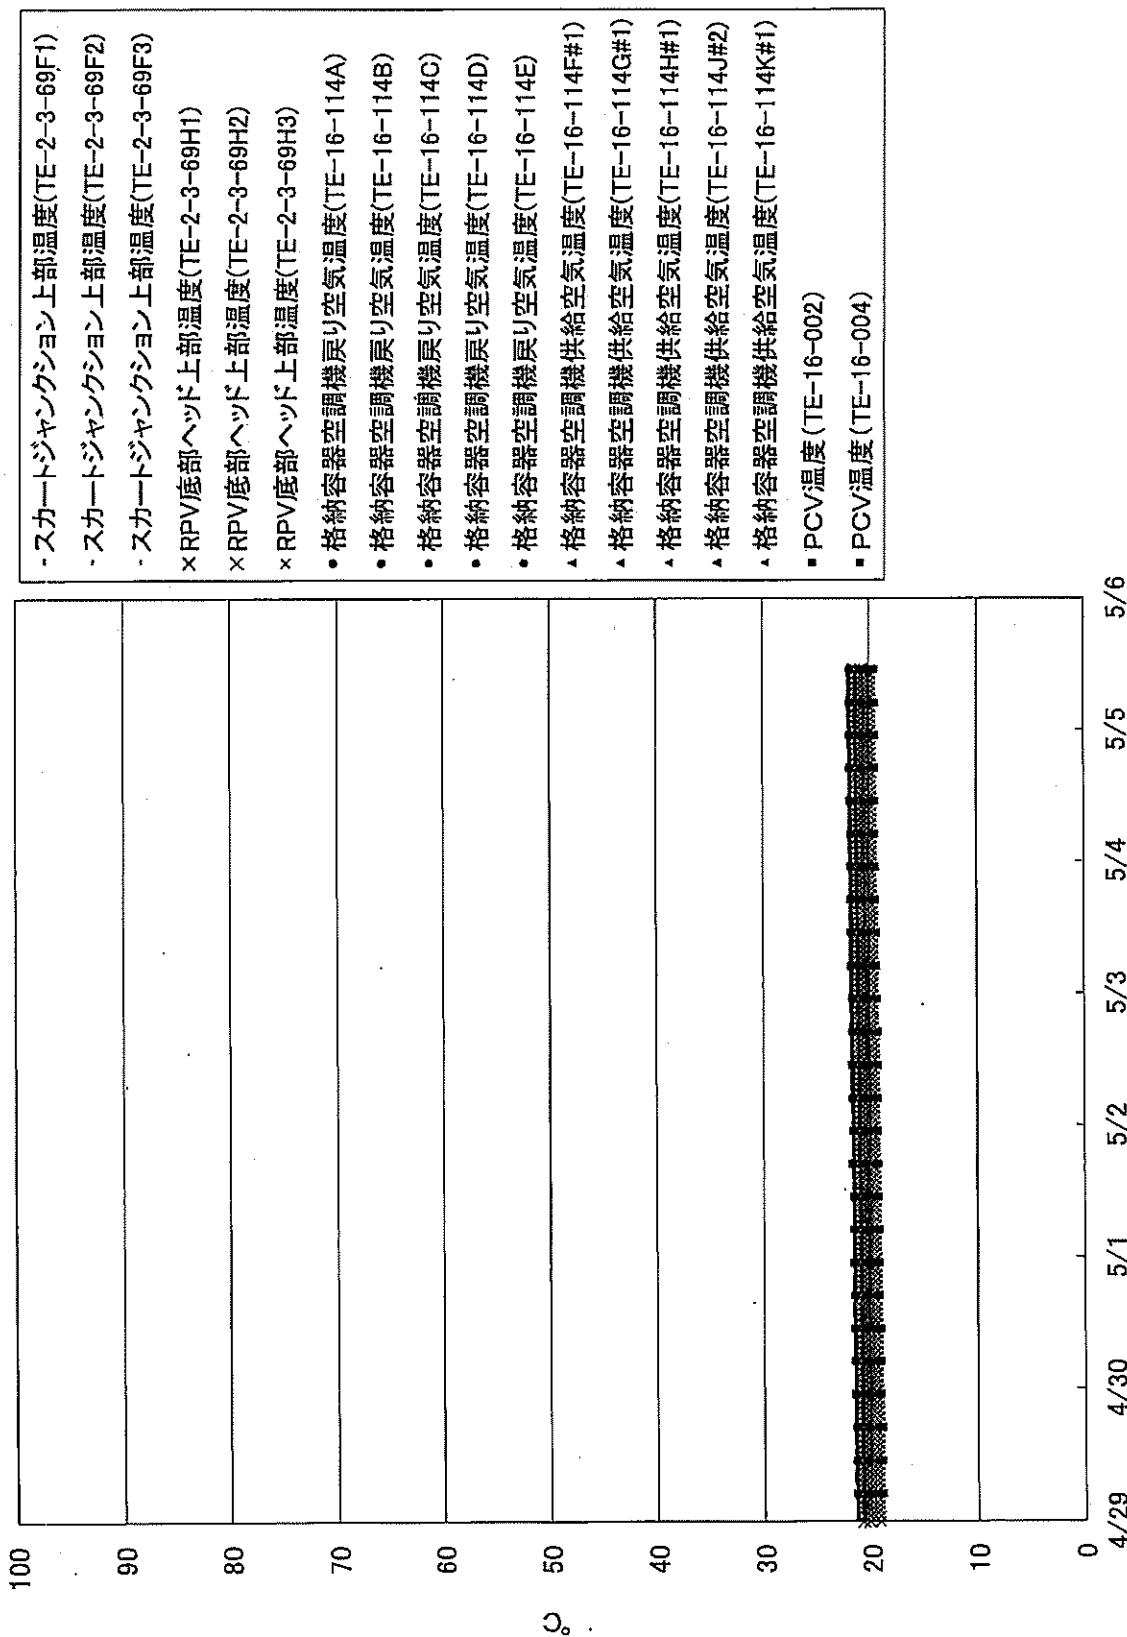 - スカートジャンクション上部温度(TE-2-3-69F1)
- スカートジャンクション上部温度(TE-2-3-69F2)
- スカートジャンクション上部温度(TE-2-3-69F3)
× RPV底部ヘッド上部温度(TE-2-3-69H1)
× RPV底部ヘッド上部温度(TE-2-3-69H2)
× RPV底部ヘッド上部温度(TE-2-3-69H3)
● 格納容器空調機戻り空気温度(TE-16-114A)
● 格納容器空調機戻り空気温度(TE-16-114B)
● 格納容器空調機戻り空気温度(TE-16-114C)
● 格納容器空調機戻り空気温度(TE-16-114D)
● 格納容器空調機戻り空気温度(TE-16-114E)
▲ 格納容器空調機供給空気温度(TE-16-114F#1)
▲ 格納容器空調機供給空気温度(TE-16-114G#1)
▲ 格納容器空調機供給空気温度(TE-16-114H#1)
▲ 格納容器空調機供給空気温度(TE-16-114J#2)
▲ 格納容器空調機供給空気温度(TE-16-114K#1)
■ PCV温度(TE-16-002)
■ PCV温度(TE-16-004)
100
90
80
70
60
50
40
30
20
10
0
℃
4/29
4/30
5/1
5/2
5/3
5/4
5/5
5/6